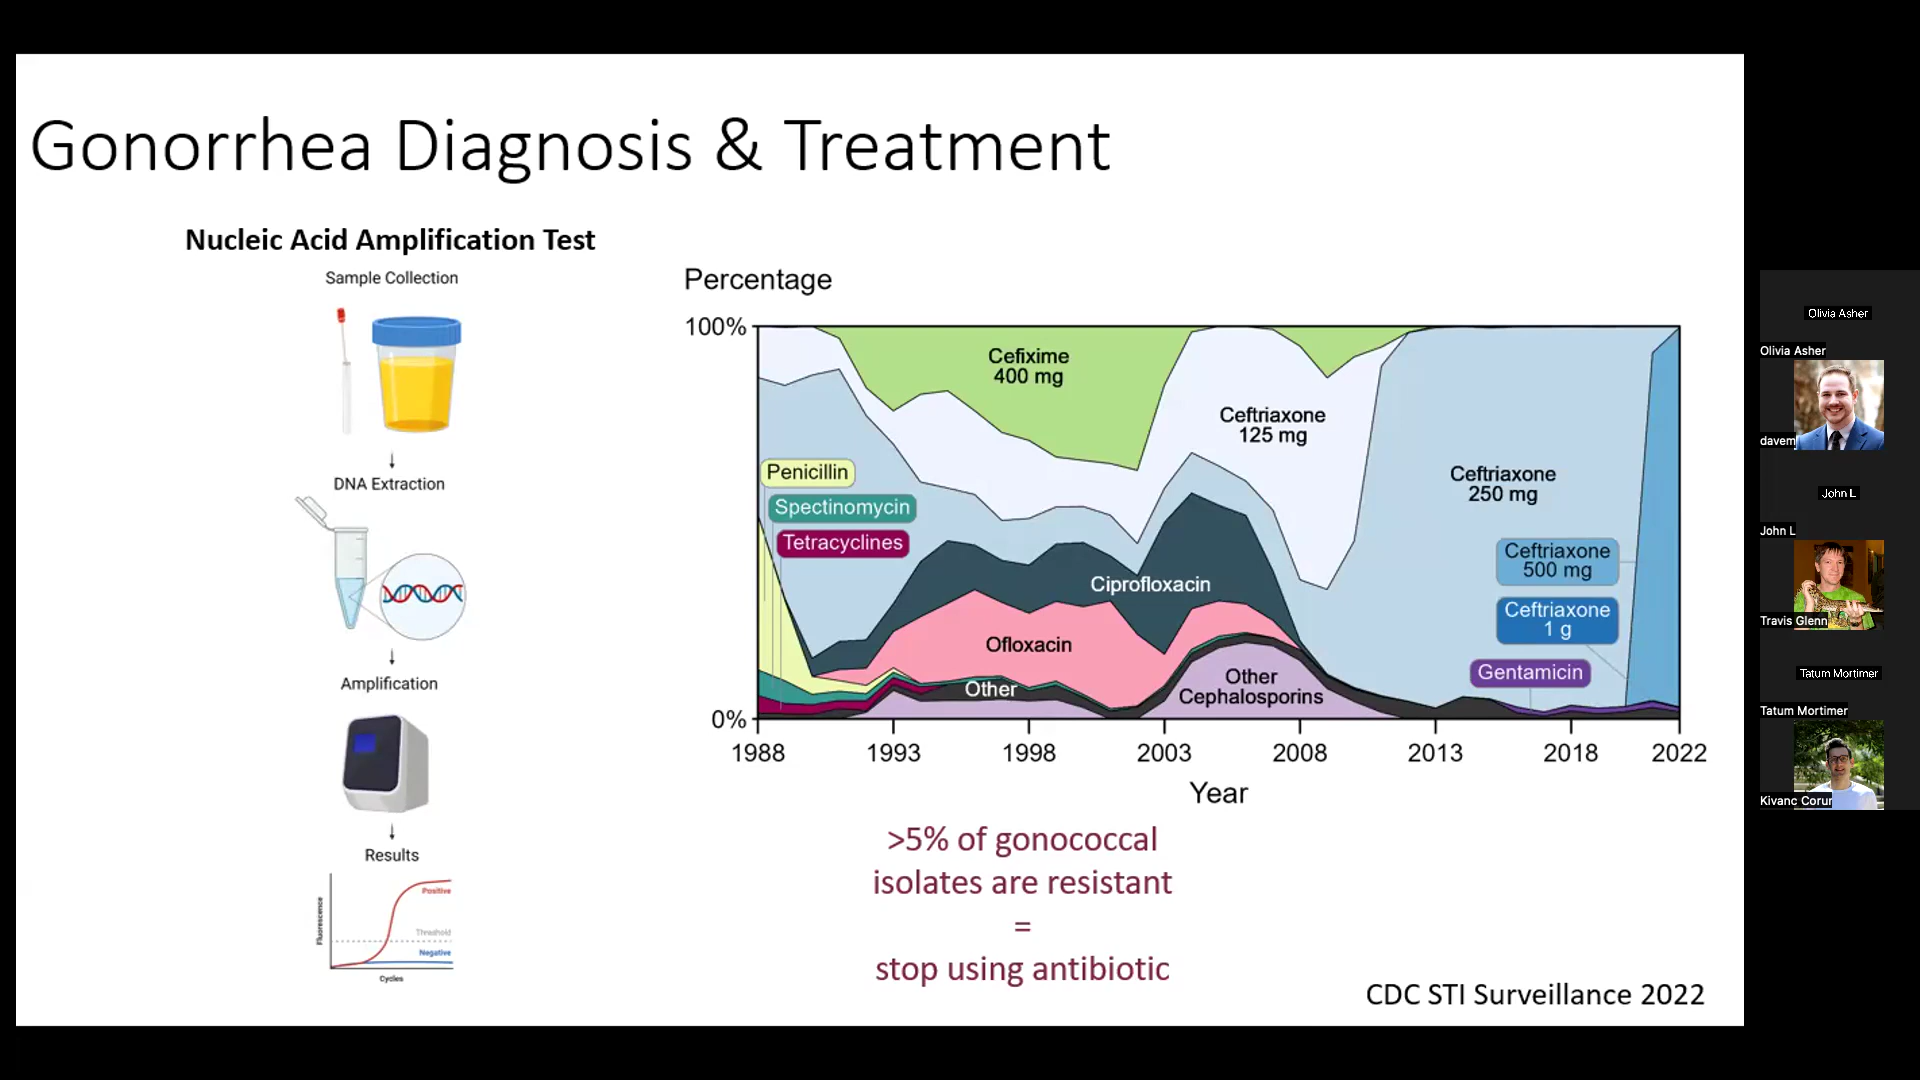 Gonorrhea Diagnosis & Treatment
Nucleic Acid Amplification Test
Sample Collection
DNA Extraction
Amplification
Results
Fluorescence
Positive
Threshold
Negative
Cycles
Percentage
100%
0%
Cefixime
400 mg
Ceftriaxone
125 mg
Ceftriaxone
250 mg
Penicillin
Spectinomycin
Tetracyclines
Ciprofloxacin
Ofloxacin
Other
Other
Cephalosporins
Ceftriaxone
500 mg
Ceftriaxone
1 g
Gentamicin
1988 1993 1998 2003 2008 2013 2018 2022
Year
>5% of gonococcal
isolates are resistant
=
stop using antibiotic
CDC STI Surveillance 2022
Olivia Asher
Olivia Asher
davem
John L
John L
Travis Glenn
Tatum Mortimer
Tatum Mortimer
Kivanc Corur